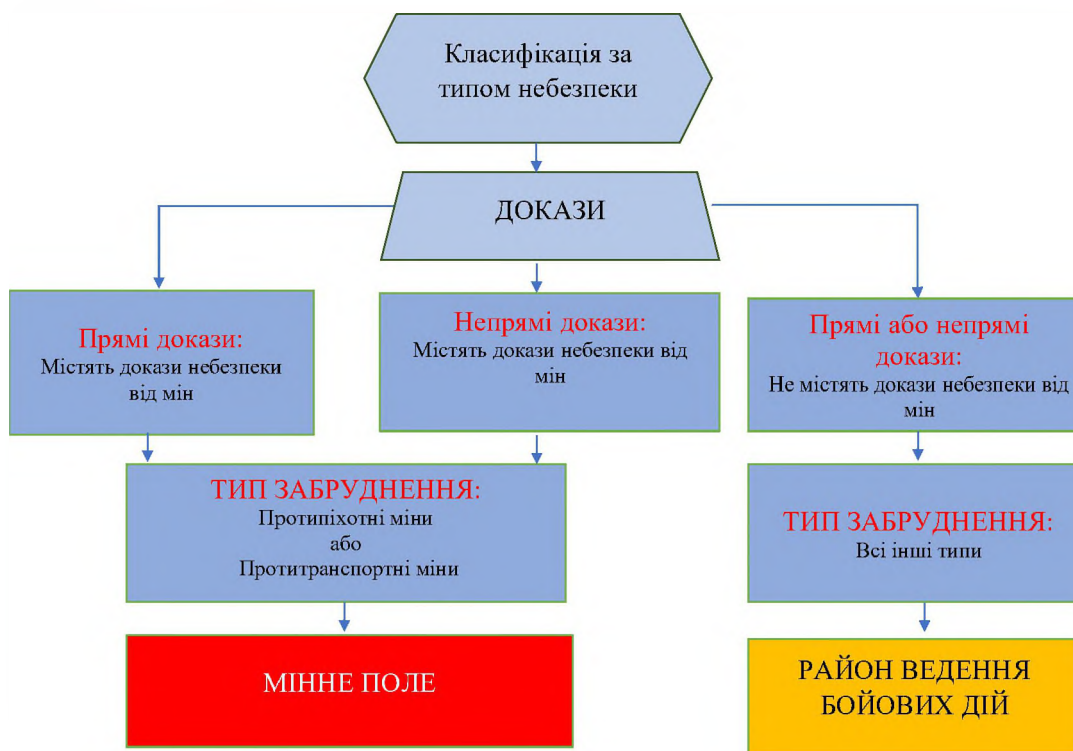 Класифікація за
типом небезпеки
ДОКАЗИ
Прямі докази:
Містять докази небезпеки
від мін
Непрямі докази:
Містять докази небезпеки від
мін
Прямі або непрямі
докази:
Не містять докази небезпеки від
мін
ТИП ЗАБРУДНЕННЯ:
Протипіхотні міни
або
Протитранспортні міни
ТИП ЗАБРУДНЕННЯ:
Всі інші типи
МІННЕ ПОЛЕ
РАЙОН ВЕДЕННЯ
БОЙОВИХ ДІЙ